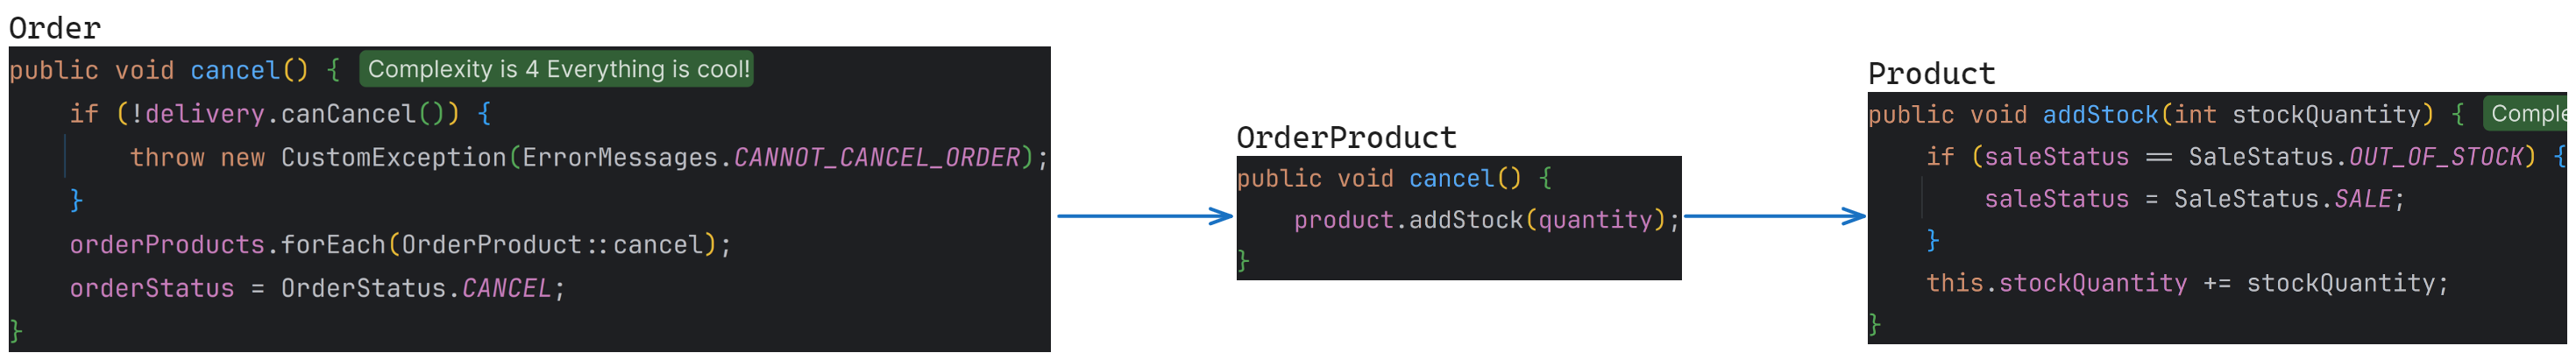 Order
public void cancel() { Complexity is 4 Everything is cool!
if (!delivery.canCancel()) {
throw new CustomException(ErrorMessages.CANNOT_CANCEL_ORDER);
}
orderProducts.forEach(OrderProduct::cancel);
orderStatus = OrderStatus.CANCEL;
}
OrderProduct
public void cancel() {
product.addStock(quantity);
}
Product
public void addStock(int stockQuantity) {
if (saleStatus == SaleStatus.OUT_OF_STOCK) {
saleStatus = SaleStatus.SALE;
}
this.stockQuantity += stockQuantity;
}